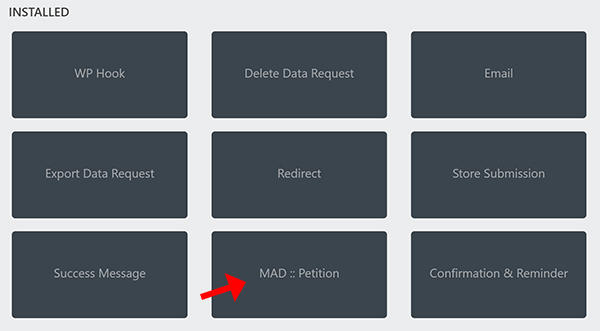 INSTALLED
WP Hook
Delete Data Request
Email
Export Data Request
Redirect
Store Submission
Success Message
MAD :: Petition
Confirmation & Reminder